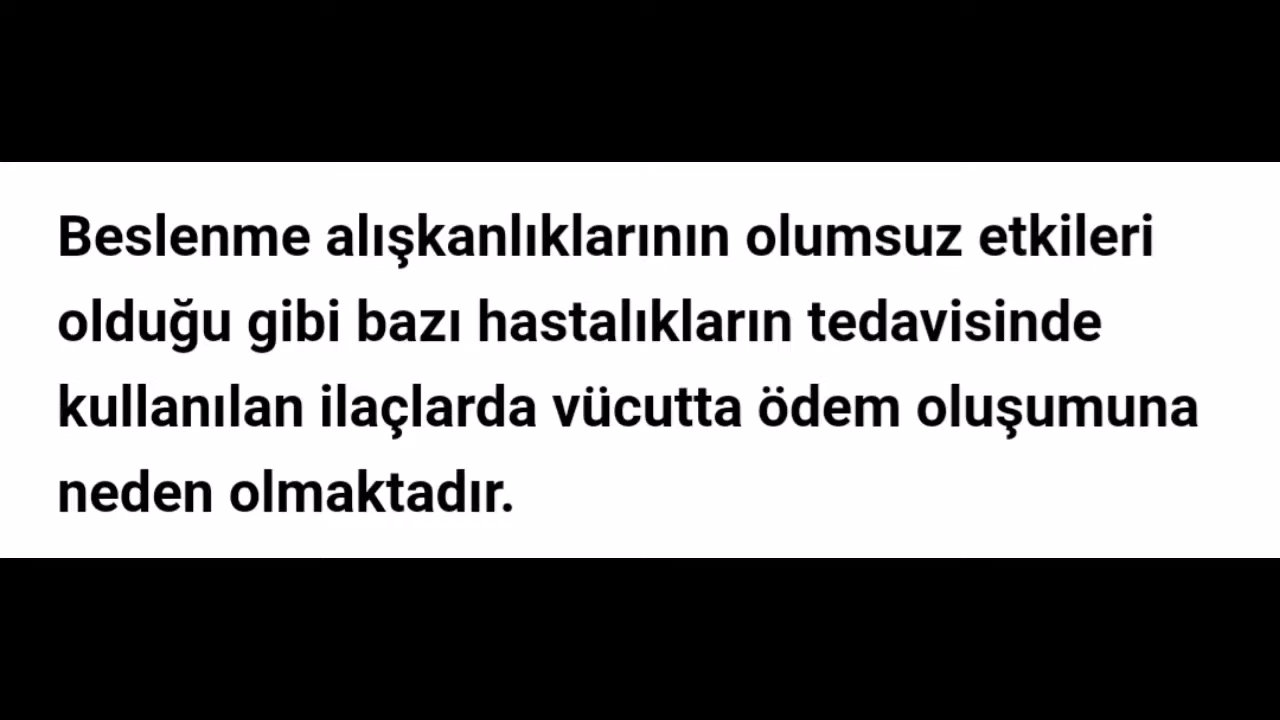 Beslenme alışkanlıklarının olumsuz etkileri
olduğu gibi bazı hastalıkların tedavisinde
kullanılan ilaçlarda vücutta ödem oluşumuna
neden olmaktadır.